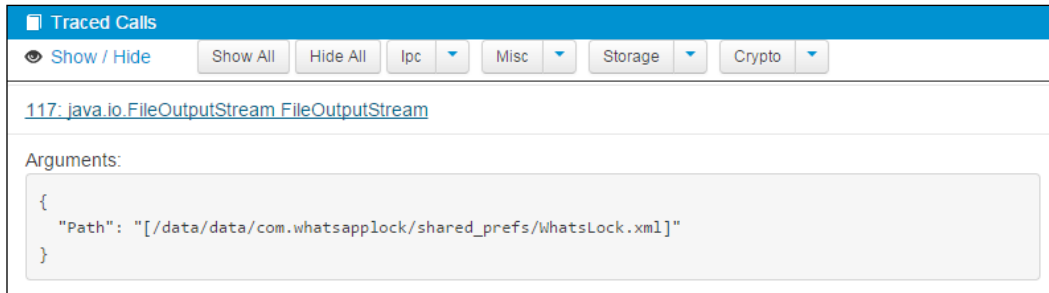 Traced Calls
Show / Hide Show All Hide All Ipc Misc Storage Crypto
117: java.io.FileOutputStream FileOutputStream
Arguments:
{
"Path": "[/data/data/com.whatsapplock/shared_prefs/WhatsLock.xml]"
}